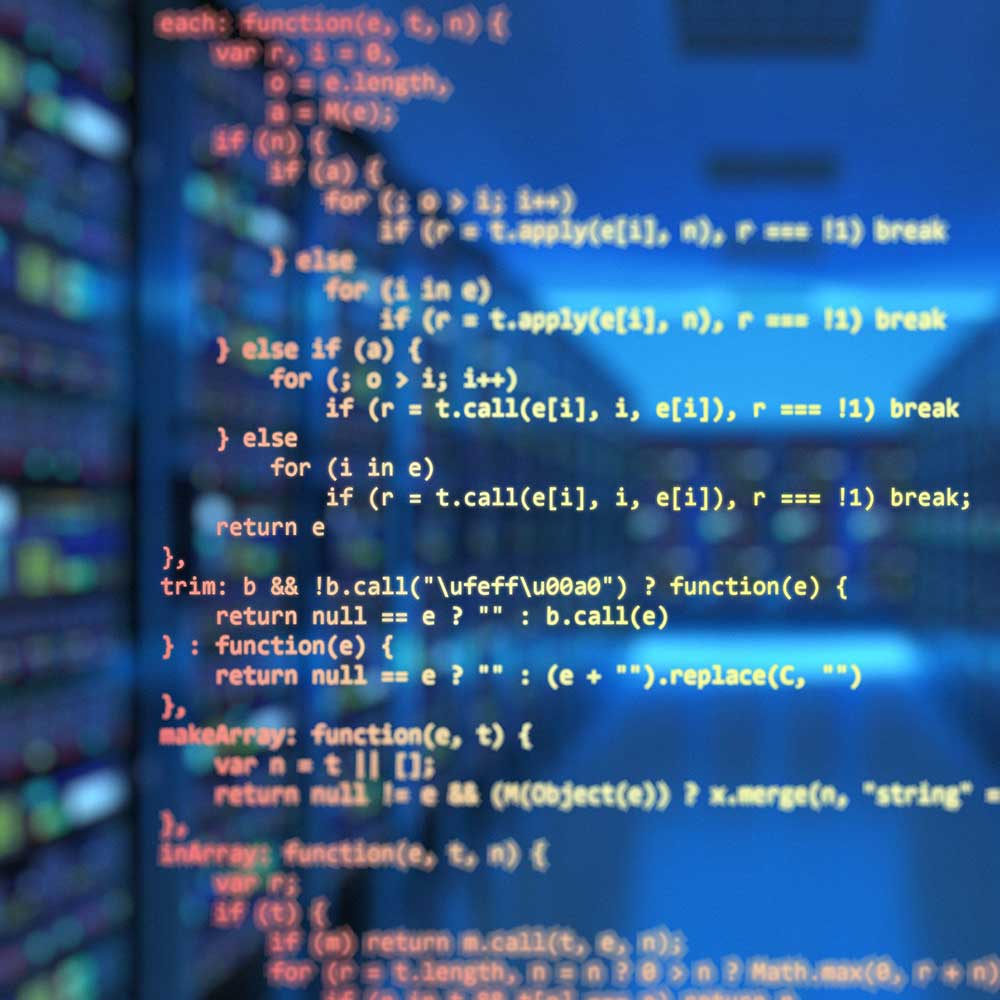 each: function(e, t, n) {
var r, i = 0,
o = e.length,
a = M(e);
if (n) {
if (a) {
for (; o > i; i++)
if (r = t.apply(e[i], n), r === !1) break
} else
for (i in e)
if (r = t.apply(e[i], n), r === !1) break
} else if (a) {
for (; o > i; i++)
if (r = t.call(e[i], i, e[i]), r === !1) break
} else
for (i in e)
if (r = t.call(e[i], i, e[i]), r === !1) break;
return e
},
trim: b && !b.call("\ufeff\u00a0") ? function(e) {
return null == e ? "" : b.call(e)
} : function(e) {
return null == e ? "" : (e + "").replace(C, "")
},
makeArray: function(e, t) {
var n = t || [];
return null != e && (M(Object(e)) ? x.merge(n, "string" =
},
inArray: function(e, t, n) {
var r;
if (t) {
if (m) return m.call(t, e, n);
for (r = t.length, n = n ? 0 > n ? Math.max(0, r + n)